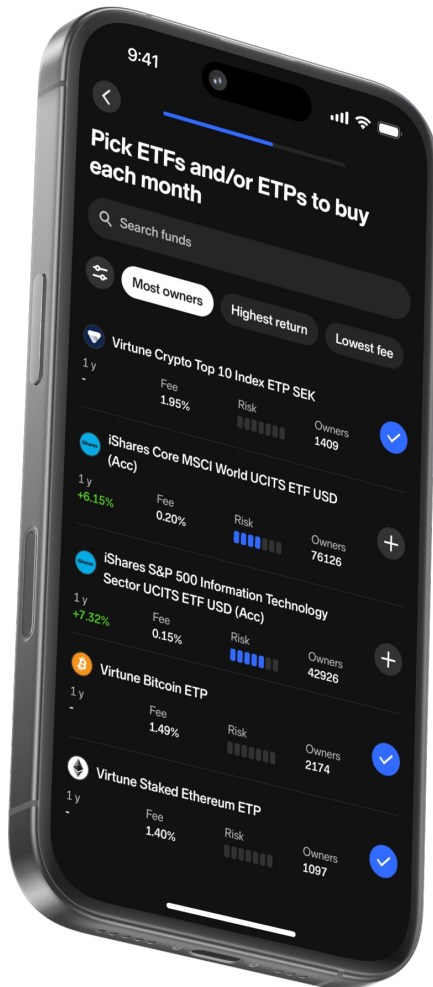 9:41
Pick ETFs and/or ETPs to buy
each month
Search funds
Most owners
Highest return
Lowest fee
Virtune Crypto Top 10 Index ETP SEK
1 y
-
Fee
1.95%
Risk
Owners
1409
iShares
iShares Core MSCI World UCITS ETF USD
(Acc)
1 y
+6.15%
Fee
0.20%
Risk
Owners
76126
iShares
iShares S&P 500 Information Technology
Sector UCITS ETF USD (Acc)
1 y
+7.32%
Fee
0.15%
Risk
Owners
42926
Virtune Bitcoin ETP
1 y
-
Fee
1.49%
Risk
Owners
2174
Virtune Staked Ethereum ETP
1 y
-
Fee
1.40%
Risk
Owners
1097